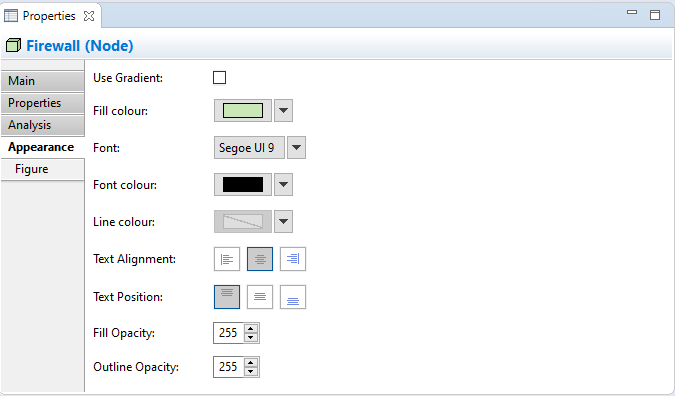 Properties
Firewall (Node)
Main
Properties
Analysis
Appearance
Figure
Use Gradient:
Fill colour:
Font:
Segoe UI 9
Font colour:
Line colour:
Text Alignment:
Text Position:
Fill Opacity:
255
Outline Opacity:
255